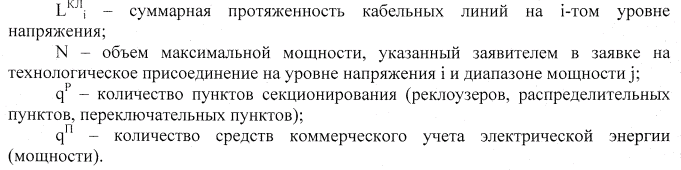 L^КЛ_i – суммарная протяженность кабельных линий на i-том уровне
напряжения;
N – объем максимальной мощности, указанный заявителем в заявке на
технологическое присоединение на уровне напряжения i и диапазоне мощности j;
q^Р – количество пунктов секционирования (реклоузеров, распределительных
пунктов, переключательных пунктов);
q^П – количество средств коммерческого учета электрической энергии
(мощности).